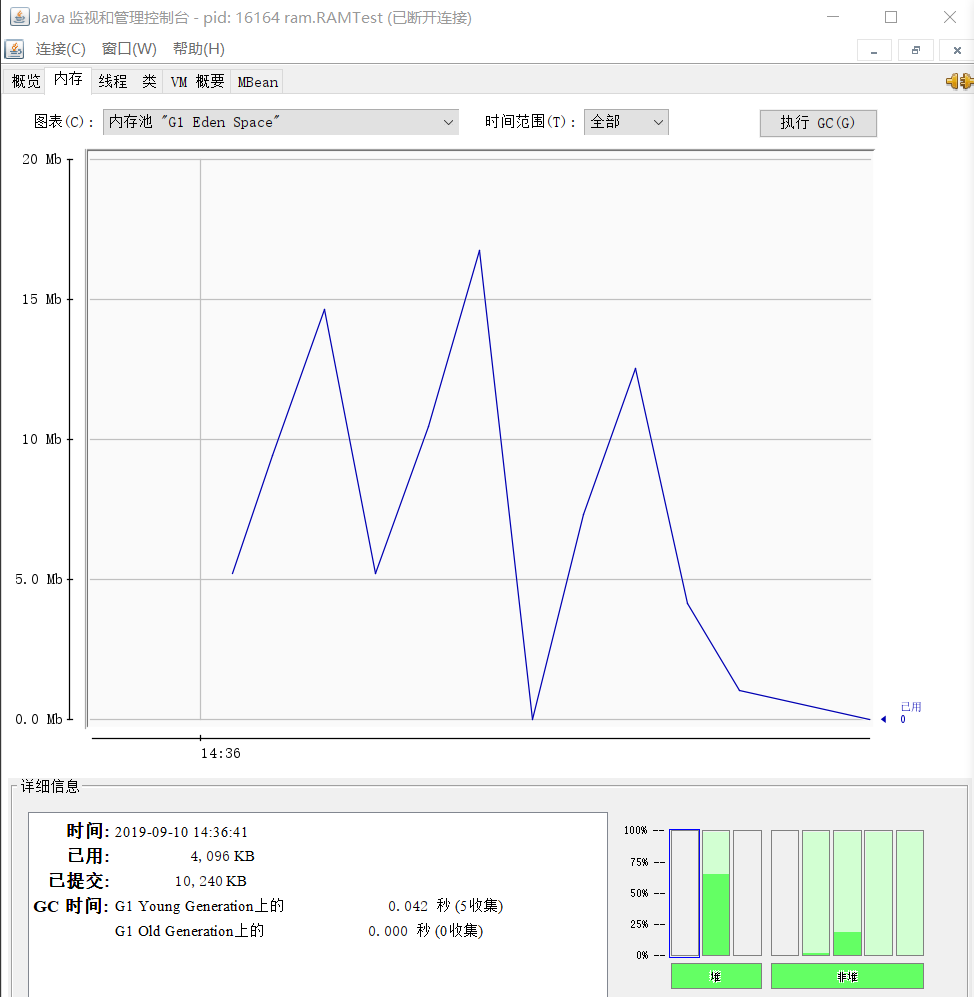 Java 监视和管理控制台 - pid: 16164 ram.RAMTest (已断开连接)
连接(C) 窗口(W) 帮助(H)
概览 内存 线程 类 VM 概要 MBean
图表(C): 内存池 "G1 Eden Space" 时间范围(T): 全部 执行 GC(G)
20 Mb
15 Mb
10 Mb
5.0 Mb
0.0 Mb
已用
0
14:36
详细信息
时间: 2019-09-10 14:36:41
已用: 4,096 KB
已提交: 10,240 KB
GC 时间: G1 Young Generation上的 0.042 秒 (5收集)
G1 Old Generation上的 0.000 秒 (0收集)
100% --
75% --
50% --
25% --
0% --
堆 非堆